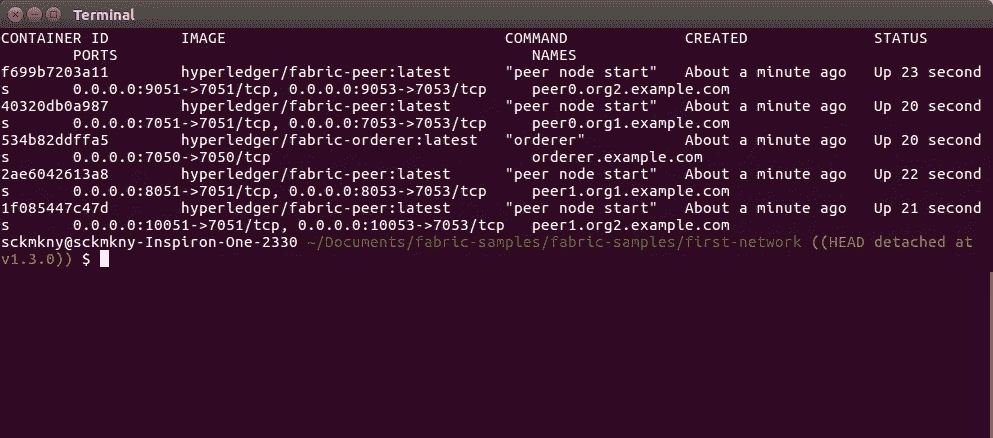 Terminal
CONTAINER ID        IMAGE                               COMMAND             CREATED              STATUS
        PORTS                                              NAMES
f699b7203a11        hyperledger/fabric-peer:latest      "peer node start"   About a minute ago   Up 23 second
s       0.0.0.0:9051->7051/tcp, 0.0.0.0:9053->7053/tcp     peer0.org2.example.com
40320db0a987        hyperledger/fabric-peer:latest      "peer node start"   About a minute ago   Up 20 second
s       0.0.0.0:7051->7051/tcp, 0.0.0.0:7053->7053/tcp     peer0.org1.example.com
534b82ddffa5        hyperledger/fabric-orderer:latest   "orderer"           About a minute ago   Up 20 second
s       0.0.0.0:7050->7050/tcp                             orderer.example.com
2ae6042613a8        hyperledger/fabric-peer:latest      "peer node start"   About a minute ago   Up 22 second
s       0.0.0.0:8051->7051/tcp, 0.0.0.0:8053->7053/tcp     peer1.org1.example.com
1f085447c47d        hyperledger/fabric-peer:latest      "peer node start"   About a minute ago   Up 21 second
s       0.0.0.0:10051->7051/tcp, 0.0.0.0:10053->7053/tcp   peer1.org2.example.com
sckmkny@sckmkny-Inspiron-One-2330 ~/Documents/fabric-samples/fabric-samples/first-network ((HEAD detached at
v1.3.0)) $